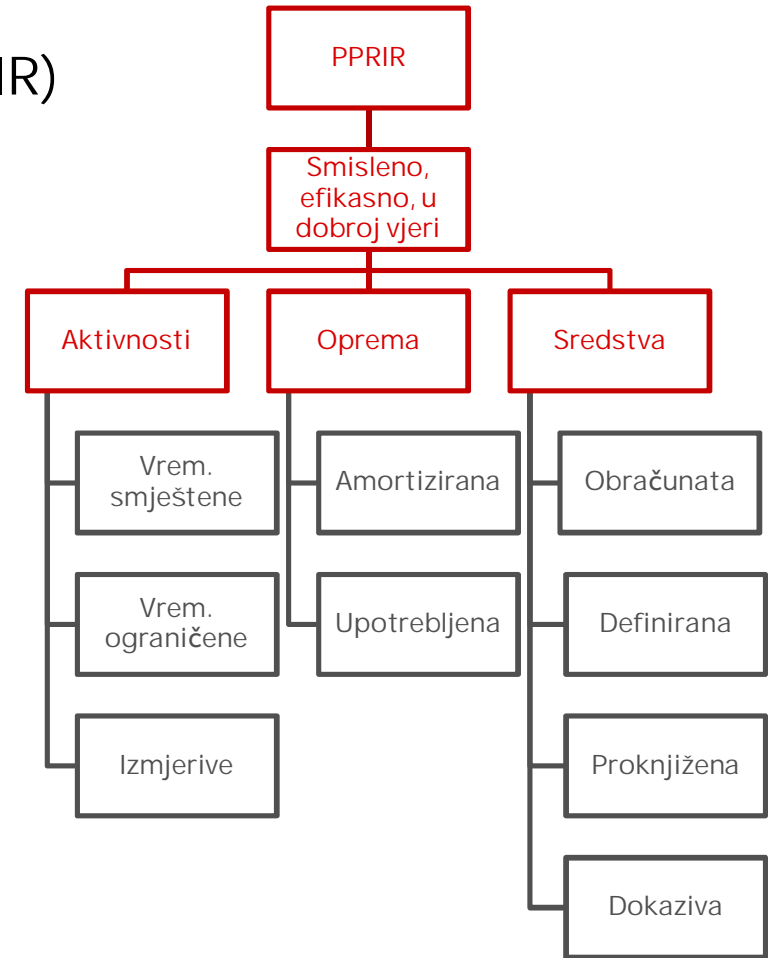 IR)
PPRIR
Smisleno,
efikasno, u
dobroj vjeri
Aktivnosti
Oprema
Sredstva
Vrem.
smještene
Amortizirana
Obračunata
Vrem.
ograničene
Upotrebljena
Definirana
Izmjerive
Proknjižena
Dokaziva